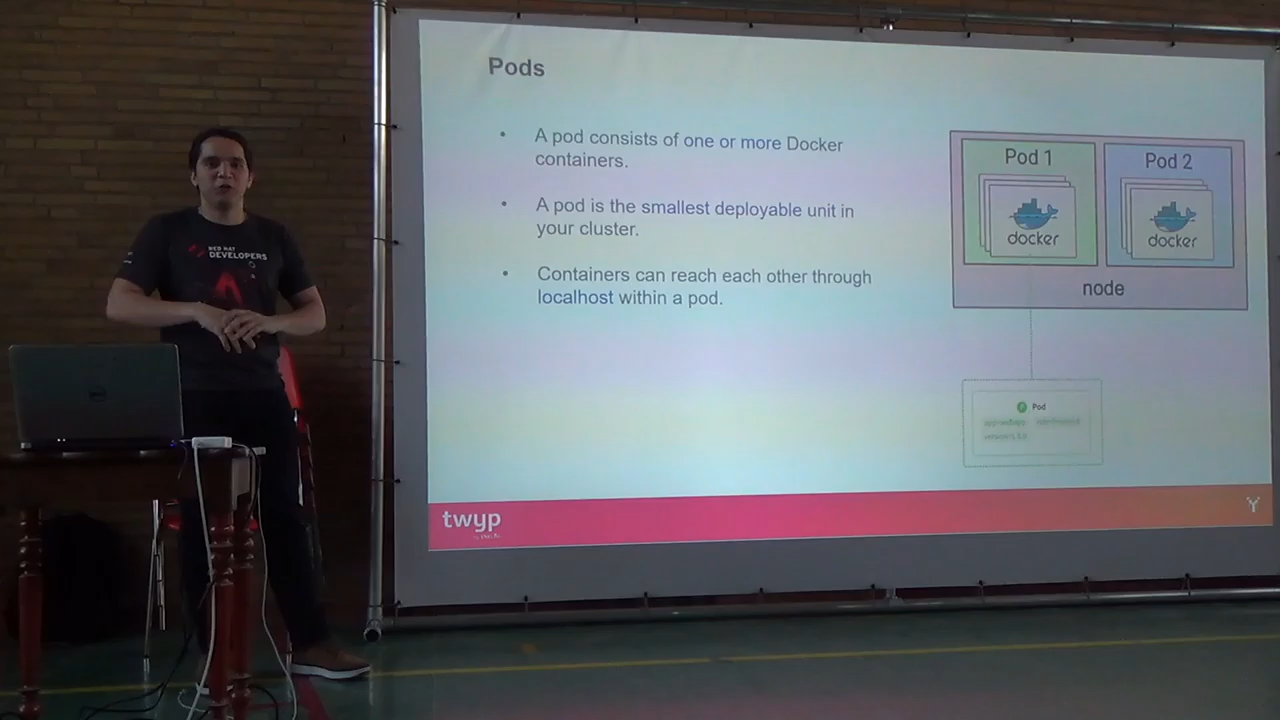 Pods
A pod consists of one or more Docker
containers.
A pod is the smallest deployable unit in
your cluster.
Containers can reach each other through
localhost within a pod.
Pod 1
docker
Pod 2
docker
node
Pod
twyp
RED HAT
DEVELOPERS
DELL